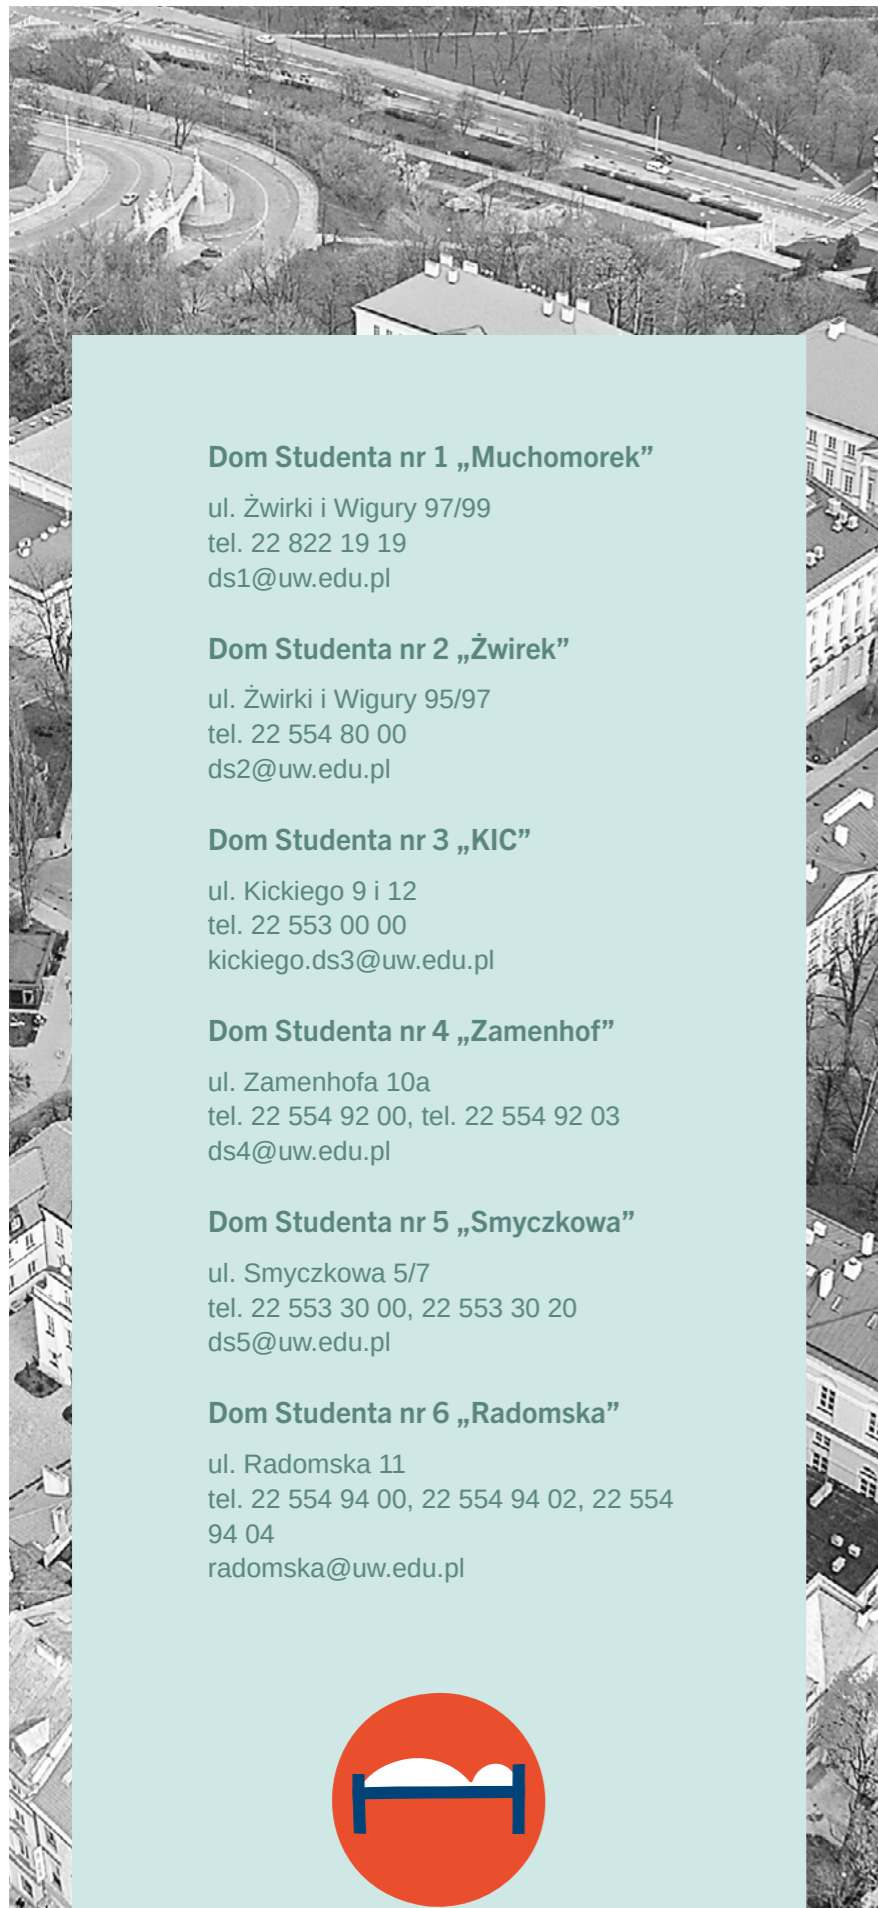 Dom Studenta nr 1 „Muchomorek”
ul. Żwirki i Wigury 97/99
tel. 22 822 19 19
ds1@uw.edu.pl
Dom Studenta nr 2 „Żwirek”
ul. Żwirki i Wigury 95/97
tel. 22 554 80 00
ds2@uw.edu.pl
Dom Studenta nr 3 „KIC”
ul. Kickiego 9 i 12
tel. 22 553 00 00
kickiego.ds3@uw.edu.pl
Dom Studenta nr 4 „Zamenhof”
ul. Zamenhofa 10a
tel. 22 554 92 00, tel. 22 554 92 03
ds4@uw.edu.pl
Dom Studenta nr 5 „Smyczkowa”
ul. Smyczkowa 5/7
tel. 22 553 30 00, 22 553 30 20
ds5@uw.edu.pl
Dom Studenta nr 6 „Radomska”
ul. Radomska 11
tel. 22 554 94 00, 22 554 94 02, 22 554
94 04
radomska@uw.edu.pl